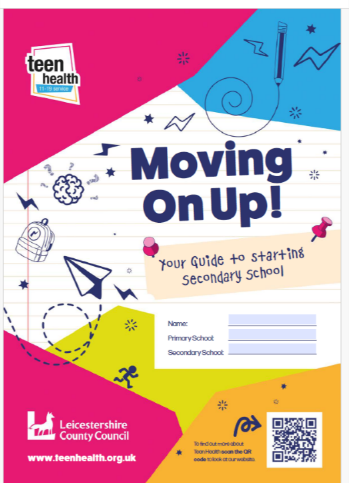 teen
health
11-19 service
Moving
On Up!
Your Guide to starting
Secondary school
Name:
Primary School:
Secondary School:
Leicestershire
County Council
www.teenhealth.org.uk
To find out more about
Teen Health scan the QR
code to look at our website.